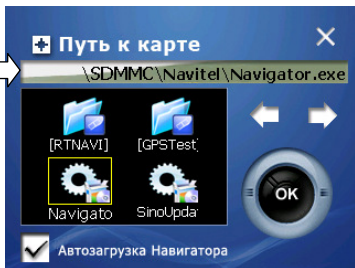 Путь к карте
\SDMMC\Navitel\Navigator.exe
[RTNAVI] [GPSTest]
Navigato SinoUpda
OK
Автозагрузка Навигатора